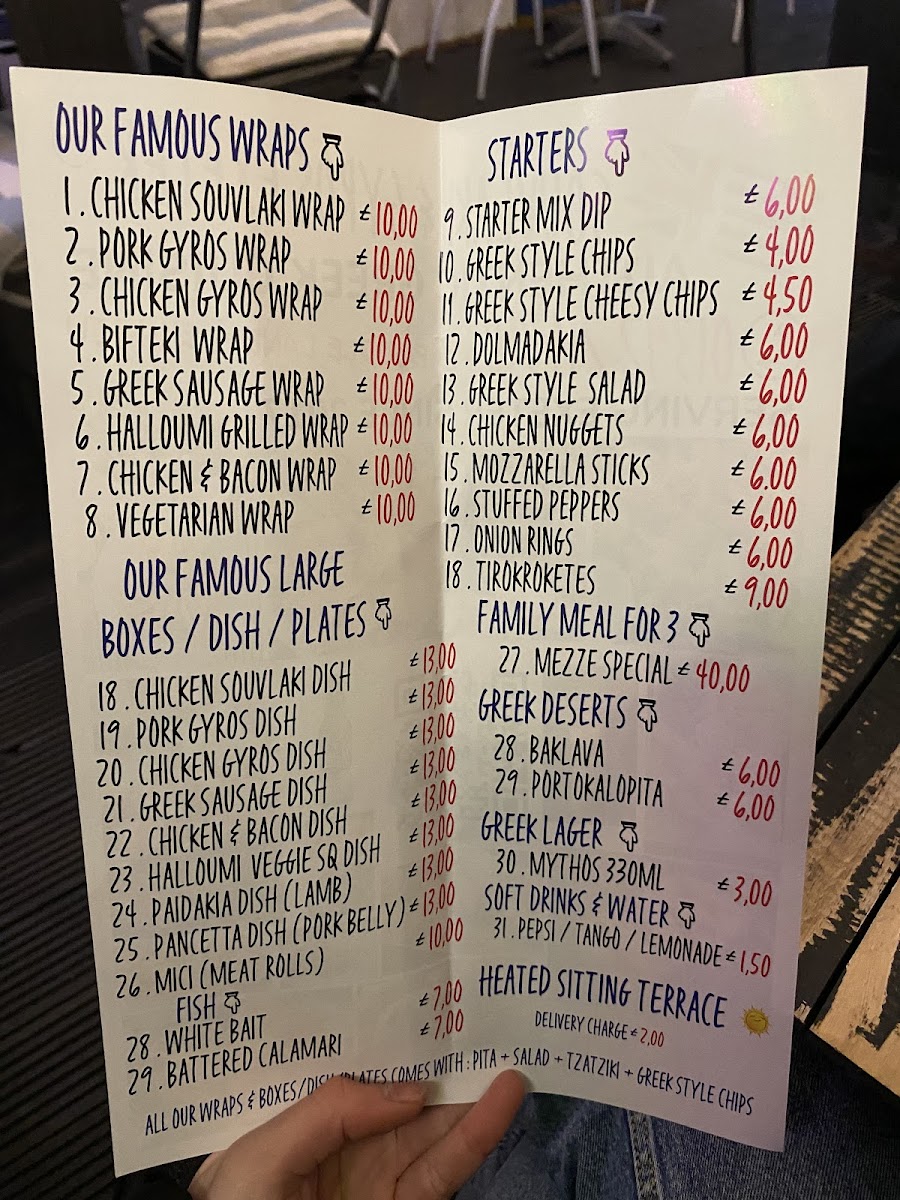 OUR FAMOUS WRAPS
1. CHICKEN SOUVLAKI WRAP £10,00
2. PORK GYROS WRAP £10,00
3. CHICKEN GYROS WRAP £10,00
4. BIFTEKI WRAP £10,00
5. GREEK SAUSAGE WRAP £10,00
6. HALLOUMI GRILLED WRAP £10,00
7. CHICKEN & BACON WRAP £10,00
8. VEGETARIAN WRAP £10,00
OUR FAMOUS LARGE
BOXES / DISH / PLATES
18. CHICKEN SOUVLAKI DISH £13,00
19. PORK GYROS DISH £13,00
20. CHICKEN GYROS DISH £13,00
21. GREEK SAUSAGE DISH £13,00
22. CHICKEN & BACON DISH £13,00
23. HALLOUMI VEGGIE SQ DISH £13,00
24. PAIDAKIA DISH (LAMB) £13,00
25. PANCETTA DISH (PORK BELLY) £13,00
26. MICI (MEAT ROLLS) £10,00
FISH
28. WHITE BAIT £7,00
29. BATTERED CALAMARI £7,00
STARTERS
9. STARTER MIX DIP £6,00
10. GREEK STYLE CHIPS £4,00
11. GREEK STYLE CHEESY CHIPS £4,50
12. DOLMADAKIA £6,00
13. GREEK STYLE SALAD £6,00
14. CHICKEN NUGGETS £6,00
15. MOZZARELLA STICKS £6.00
16. STUFFED PEPPERS £6,00
17. ONION RINGS £6,00
18. TIROKROKETES £9,00
FAMILY MEAL FOR 3
27. MEZZE SPECIAL £40,00
GREEK DESERTS
28. BAKLAVA £6,00
29. PORTOKALOPITA £6,00
GREEK LAGER
30. MYTHOS 330ML £3,00
SOFT DRINKS & WATER
31. PEPSI / TANGO / LEMONADE £1,50
HEATED SITTING TERRACE
DELIVERY CHARGE £2,00
ALL OUR WRAPS & BOXES/DISH/PLATES COMES WITH: PITA + SALAD + TZATZIKI + GREEK STYLE CHIPS